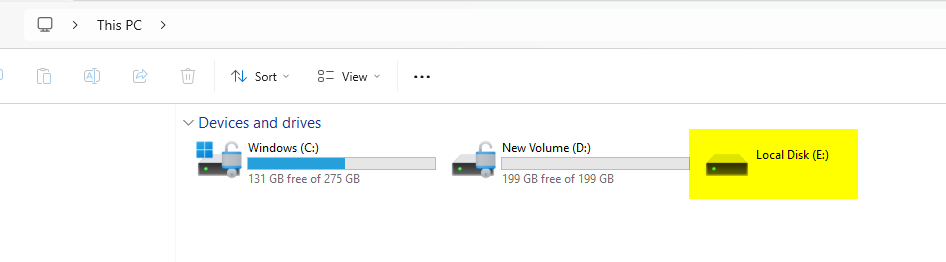 This PC
Sort
View
Devices and drives
Windows (C:)
131 GB free of 275 GB
New Volume (D:)
199 GB free of 199 GB
Local Disk (E:)